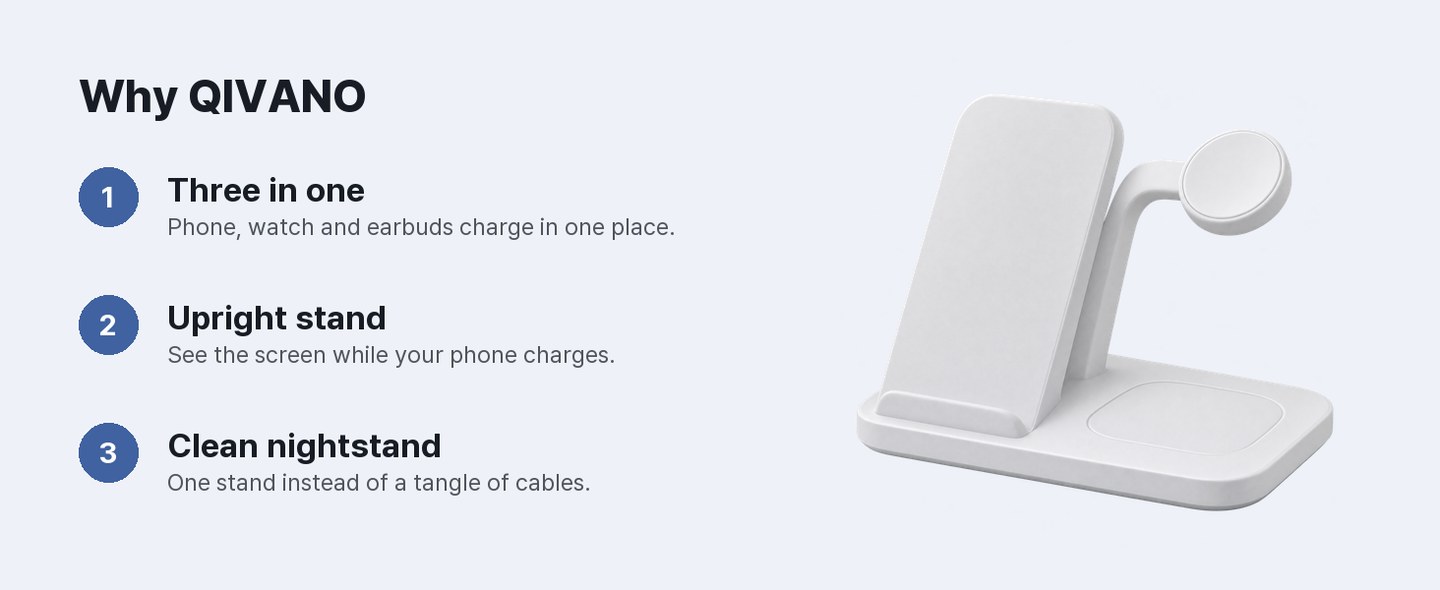 Why QIVANO
1
Three in one
Phone, watch and earbuds charge in one place.
2
Upright stand
See the screen while your phone charges.
3
Clean nightstand
One stand instead of a tangle of cables.